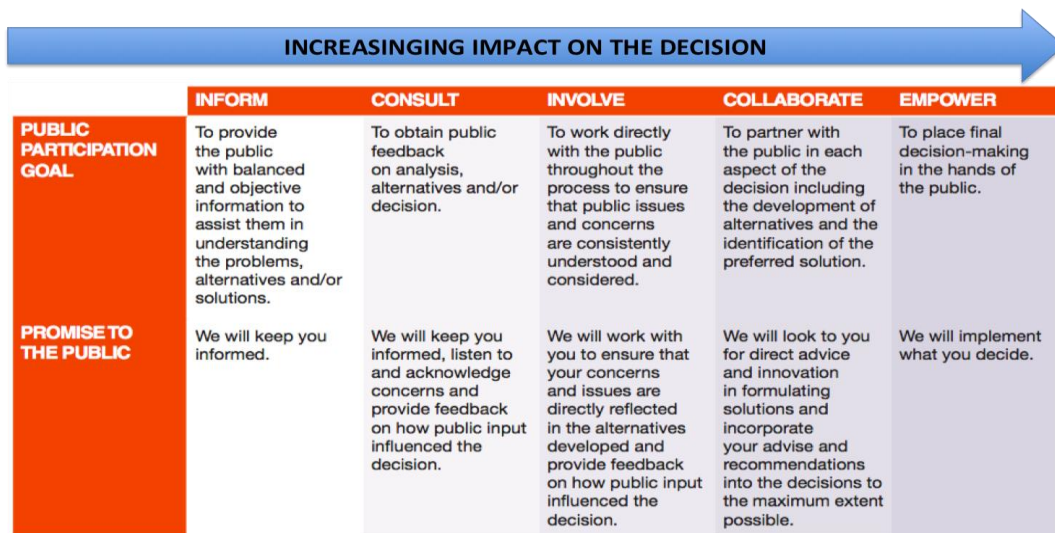 INCREASINGING IMPACT ON THE DECISION
INFORM
CONSULT
INVOLVE
COLLABORATE
EMPOWER
PUBLIC
PARTICIPATION
GOAL
To provide
the public
with balanced
and objective
information to
assist them in
understanding
the problems,
alternatives and/or
solutions.
To obtain public
feedback
on analysis,
alternatives and/or
decision.
To work directly
with the public
throughout the
process to ensure
that public issues
and concerns
are consistently
understood and
considered.
To partner with
the public in each
aspect of the
decision including
the development of
alternatives and the
identification of the
preferred solution.
To place final
decision-making
in the hands of
the public.
PROMISE TO
THE PUBLIC
We will keep you
informed.
We will keep you
informed, listen to
and acknowledge
concerns and
provide feedback
on how public input
influenced the
decision.
We will work with
you to ensure that
your concerns
and issues are
directly reflected
in the alternatives
developed and
provide feedback
on how public input
influenced the
decision.
We will look to you
for direct advice
and innovation
in formulating
solutions and
incorporate
your advise and
recommendations
into the decisions to
the maximum extent
possible.
We will implement
what you decide.